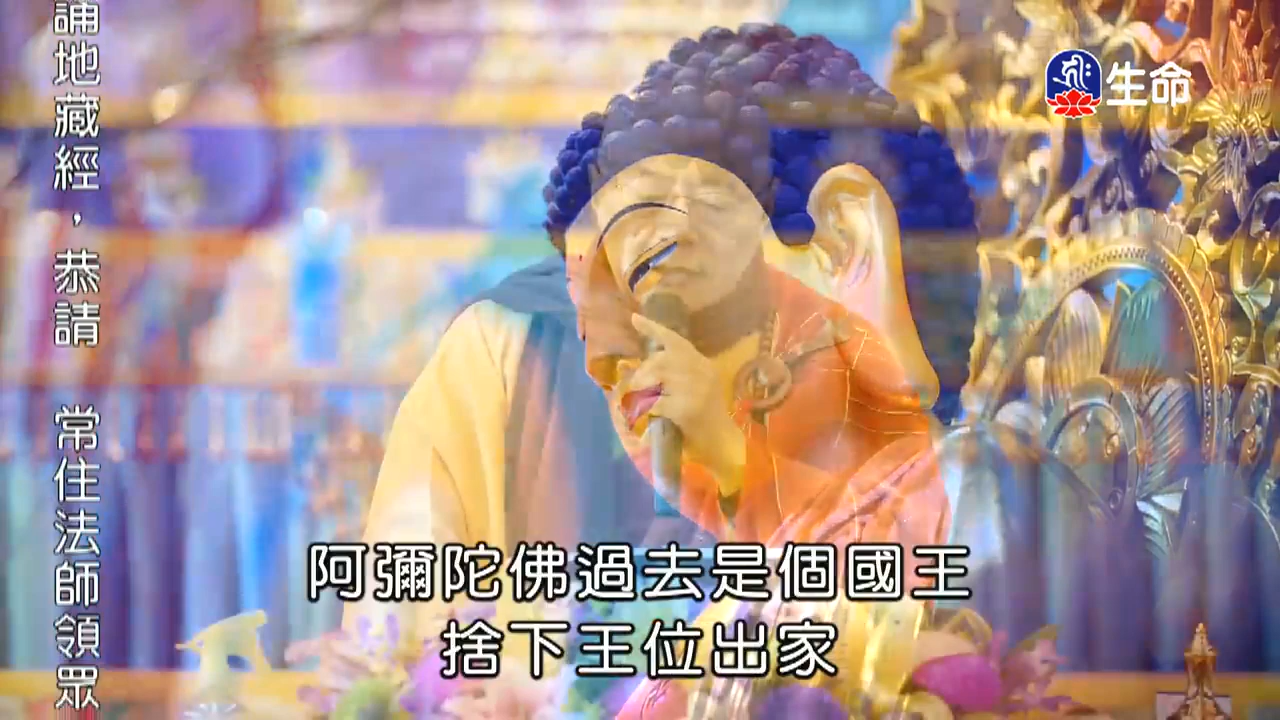 誦地藏經，恭請　常住法師領眾
生命
阿彌陀佛過去是個國王
捨下王位出家